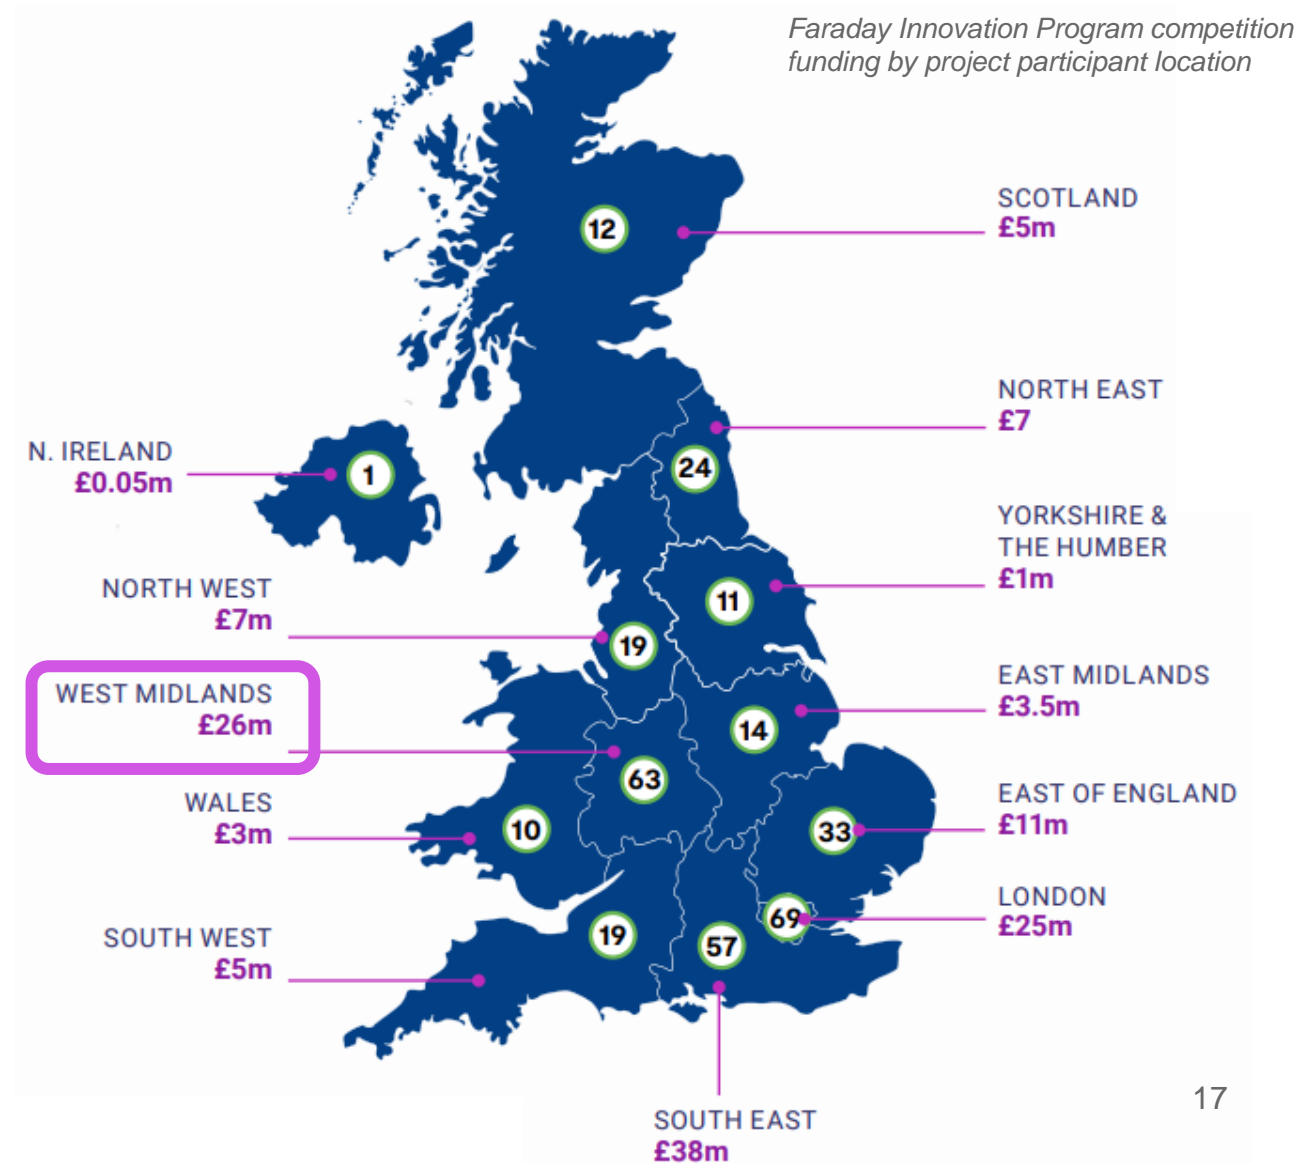 Faraday Innovation Program competition
funding by project participant location
SCOTLAND
£5m
12
NORTH EAST
£7
24
N. IRELAND
£0.05m
1
YORKSHIRE &
THE HUMBER
£1m
11
NORTH WEST
£7m
19
WEST MIDLANDS
£26m
63
EAST MIDLANDS
£3.5m
14
WALES
£3m
10
EAST OF ENGLAND
£11m
33
LONDON
£25m
69
SOUTH WEST
£5m
19
57
SOUTH EAST
£38m
17